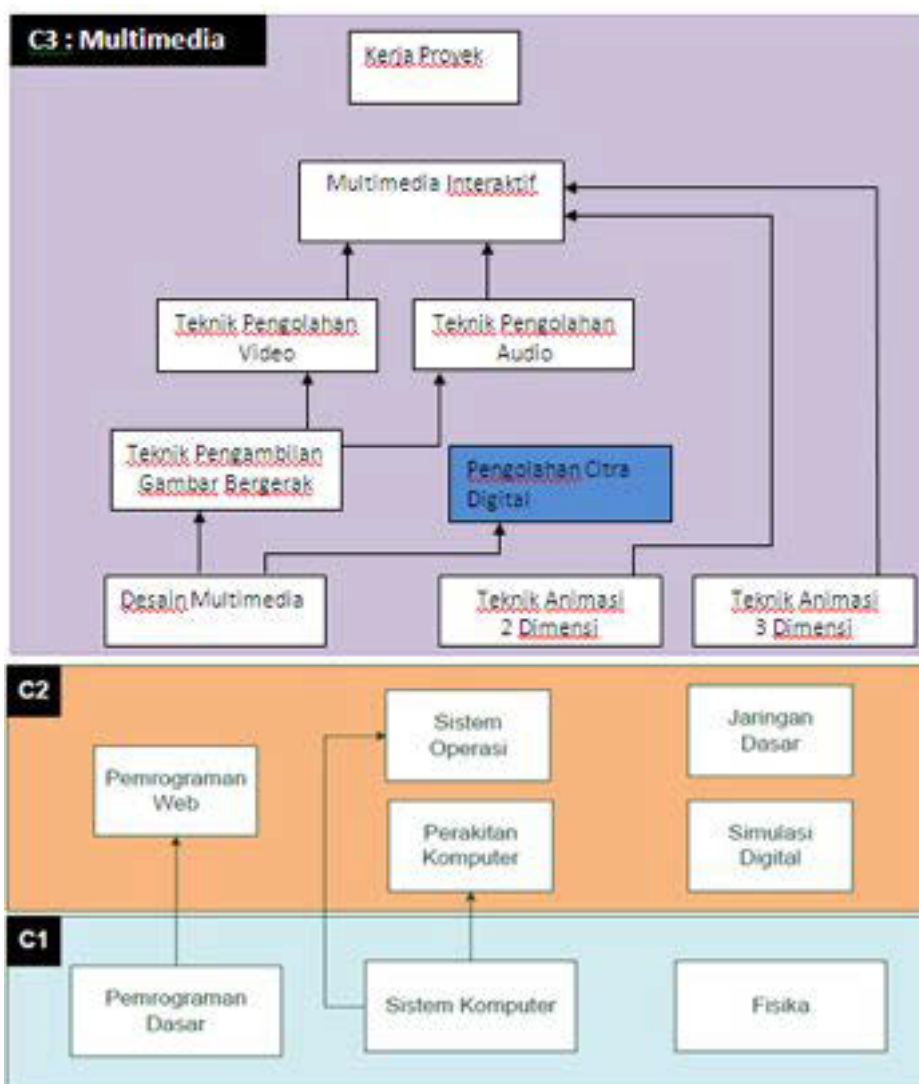 C3 : Multimedia
Kerja Proyek
Multimedia Interaktif
Teknik Pengolahan
Video
Teknik Pengolahan
Audio
Teknik Pengambilan
Gambar Bergerak
Pengolahan Citra
Digital
Desain Multimedia
Teknik Animasi
2 Dimensi
Teknik Animasi
3 Dimensi
C2
Sistem
Operasi
Jaringan
Dasar
Pemrograman
Web
Perakitan
Komputer
Simulasi
Digital
C1
Pemrograman
Dasar
Sistem Komputer
Fisika